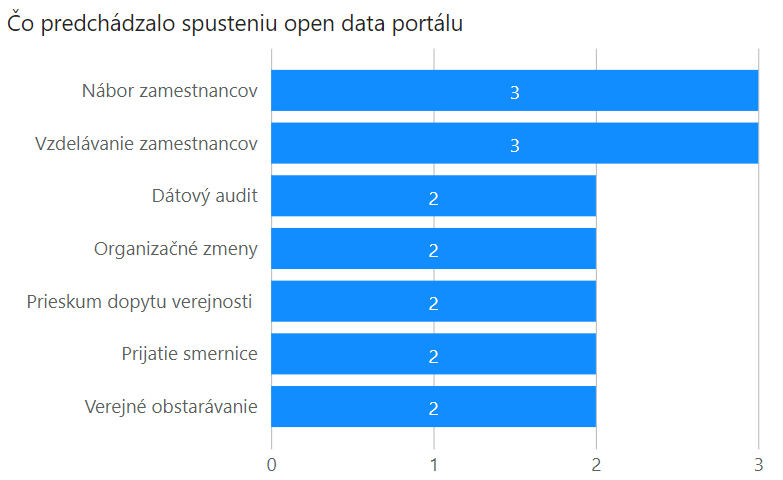 Čo predchádzalo spusteniu open data portálu
Nábor zamestnancov 3
Vzdelávanie zamestnancov 3
Dátový audit 2
Organizačné zmeny 2
Prieskum dopytu verejnosti 2
Prijatie smernice 2
Verejné obstarávanie 2
0 1 2 3